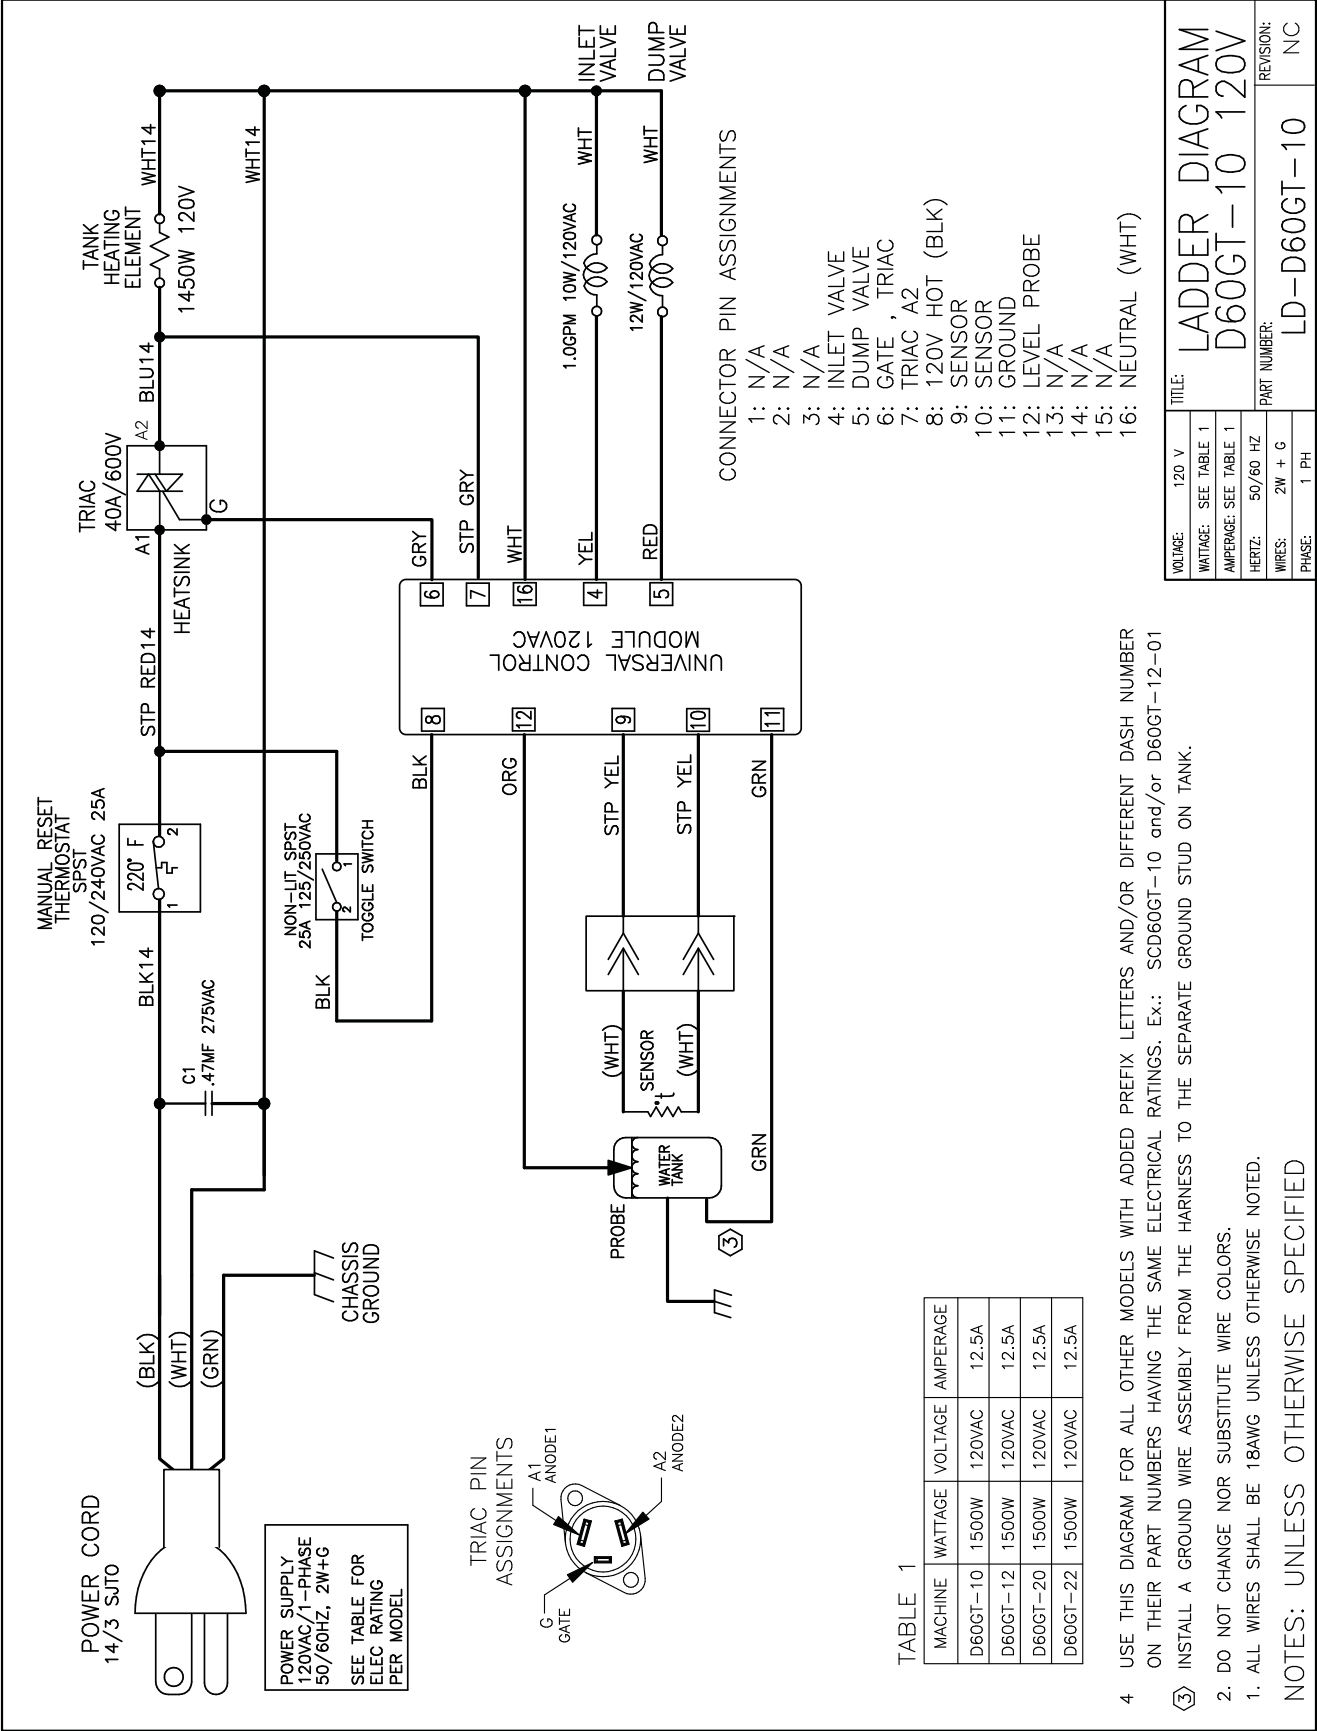 POWER CORD
14/3 SJTO
(BLK)
(WHT)
(GRN)
POWER SUPPLY
120VAC/1-PHASE
50/60HZ, 2W+G
SEE TABLE FOR
ELEC RATING
PER MODEL
CHASSIS
GROUND
C1
.47MF 275VAC
BLK14
MANUAL RESET
THERMOSTAT
SPST
120/240VAC 25A
220° F
1
2
STP RED14
TRIAC
40A/600V
A1
A2
G
HEATSINK
BLU14
TANK
HEATING
ELEMENT
1450W 120V
WHT14
WHT14
NON-LIT SPST
25A 125/250VAC
2
1
TOGGLE SWITCH
BLK
BLK
GRY
STP GRY
WHT
YEL
RED
8
12
9
10
11
6
7
16
4
5
UNIVERSAL CONTROL
MODULE 120VAC
ORG
STP YEL
STP YEL
GRN
(WHT)
SENSOR
t°
(WHT)
PROBE
WATER
TANK
GRN
3
1.0GPM 10W/120VAC
WHT
INLET
VALVE
12W/120VAC
WHT
DUMP
VALVE
TRIAC PIN
ASSIGNMENTS
A1
ANODE1
G
GATE
A2
ANODE2
CONNECTOR PIN ASSIGNMENTS
1: N/A
2: N/A
3: N/A
4: INLET VALVE
5: DUMP VALVE
6: GATE , TRIAC
7: TRIAC A2
8: 120V HOT (BLK)
9: SENSOR
10: SENSOR
11: GROUND
12: LEVEL PROBE
13: N/A
14: N/A
15: N/A
16: NEUTRAL (WHT)
TABLE 1
MACHINE WATTAGE VOLTAGE AMPERAGE
D60GT-10 1500W 120VAC 12.5A
D60GT-12 1500W 120VAC 12.5A
D60GT-20 1500W 120VAC 12.5A
D60GT-22 1500W 120VAC 12.5A
4 USE THIS DIAGRAM FOR ALL OTHER MODELS WITH ADDED PREFIX LETTERS AND/OR DIFFERENT DASH NUMBER
ON THEIR PART NUMBERS HAVING THE SAME ELECTRICAL RATINGS. Ex.: SCD60GT-10 and/or D60GT-12-01
3 INSTALL A GROUND WIRE ASSEMBLY FROM THE HARNESS TO THE SEPARATE GROUND STUD ON TANK.
2. DO NOT CHANGE NOR SUBSTITUTE WIRE COLORS.
1. ALL WIRES SHALL BE 18AWG UNLESS OTHERWISE NOTED.
NOTES: UNLESS OTHERWISE SPECIFIED
VOLTAGE: 120 V
WATTAGE: SEE TABLE 1
AMPERAGE: SEE TABLE 1
HERTZ: 50/60 HZ
WIRES: 2W + G
PHASE: 1 PH
TITLE:
LADDER DIAGRAM
D60GT-10 120V
PART NUMBER:
LD-D60GT-10
REVISION:
NC